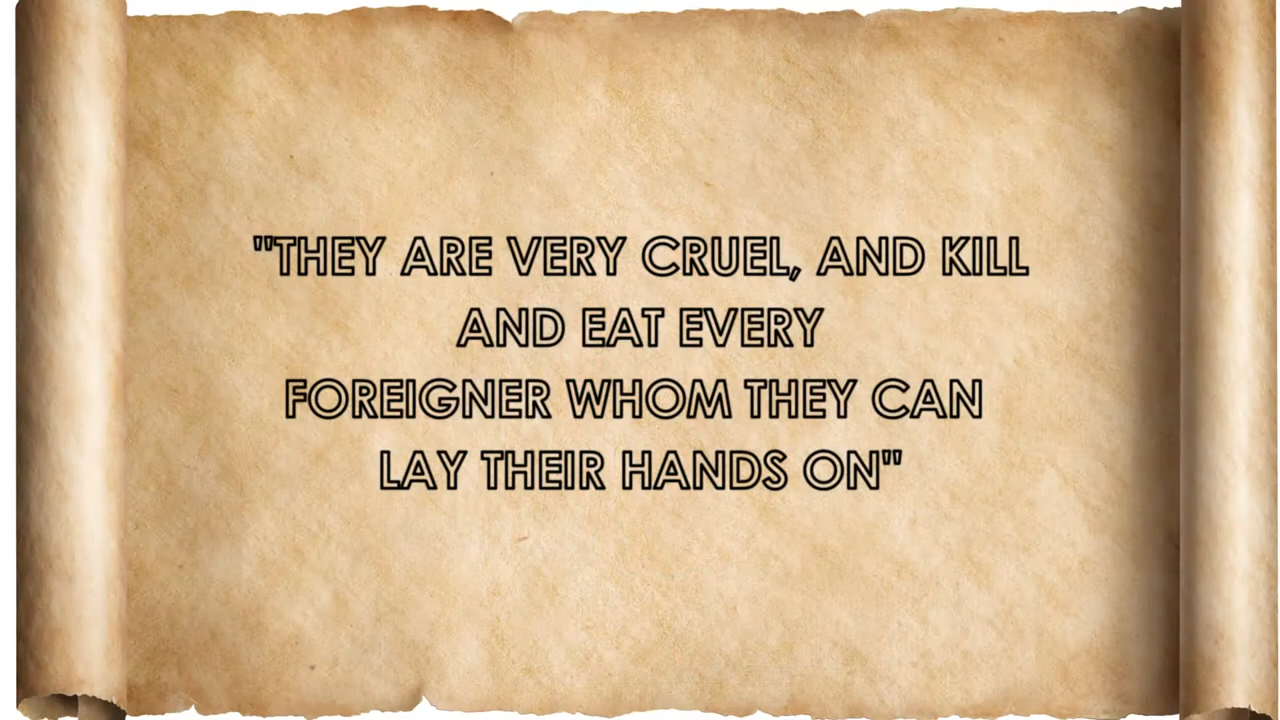 "THEY ARE VERY CRUEL, AND KILL
AND EAT EVERY
FOREIGNER WHOM THEY CAN
LAY THEIR HANDS ON"